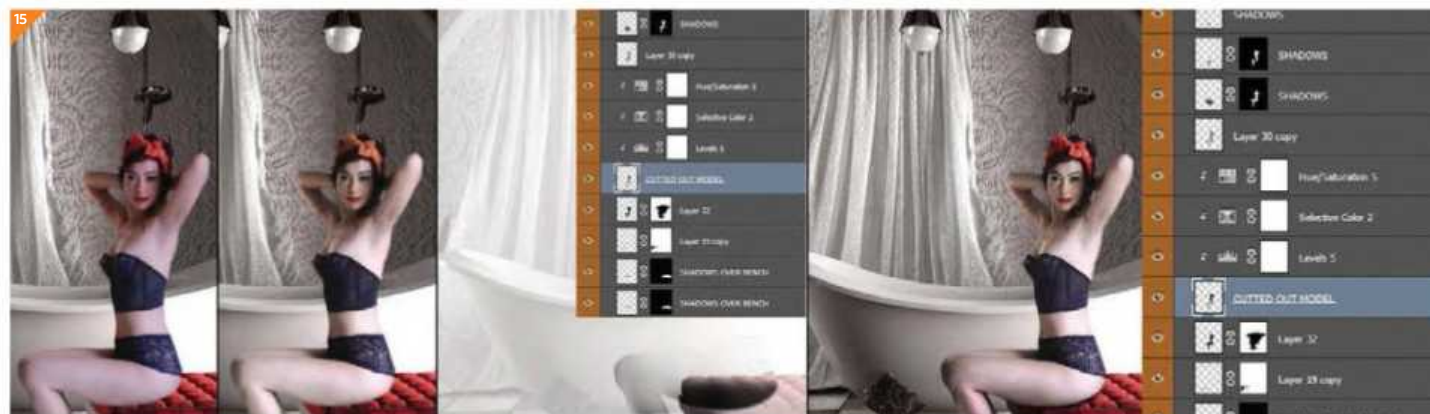 15
SHADOWS
Layer 30 copy
Hue/Saturation 5
Selective Color 2
Levels 5
CUTTED OUT MODEL
Layer 32
Layer 19 copy
SHADOWS OVER BENCH
SHADOWS OVER BENCH
SHADOWS
SHADOWS
SHADOWS
Layer 30 copy
Hue/Saturation 5
Selective Color 2
Levels 5
CUTTED OUT MODEL
Layer 32
Layer 19 copy